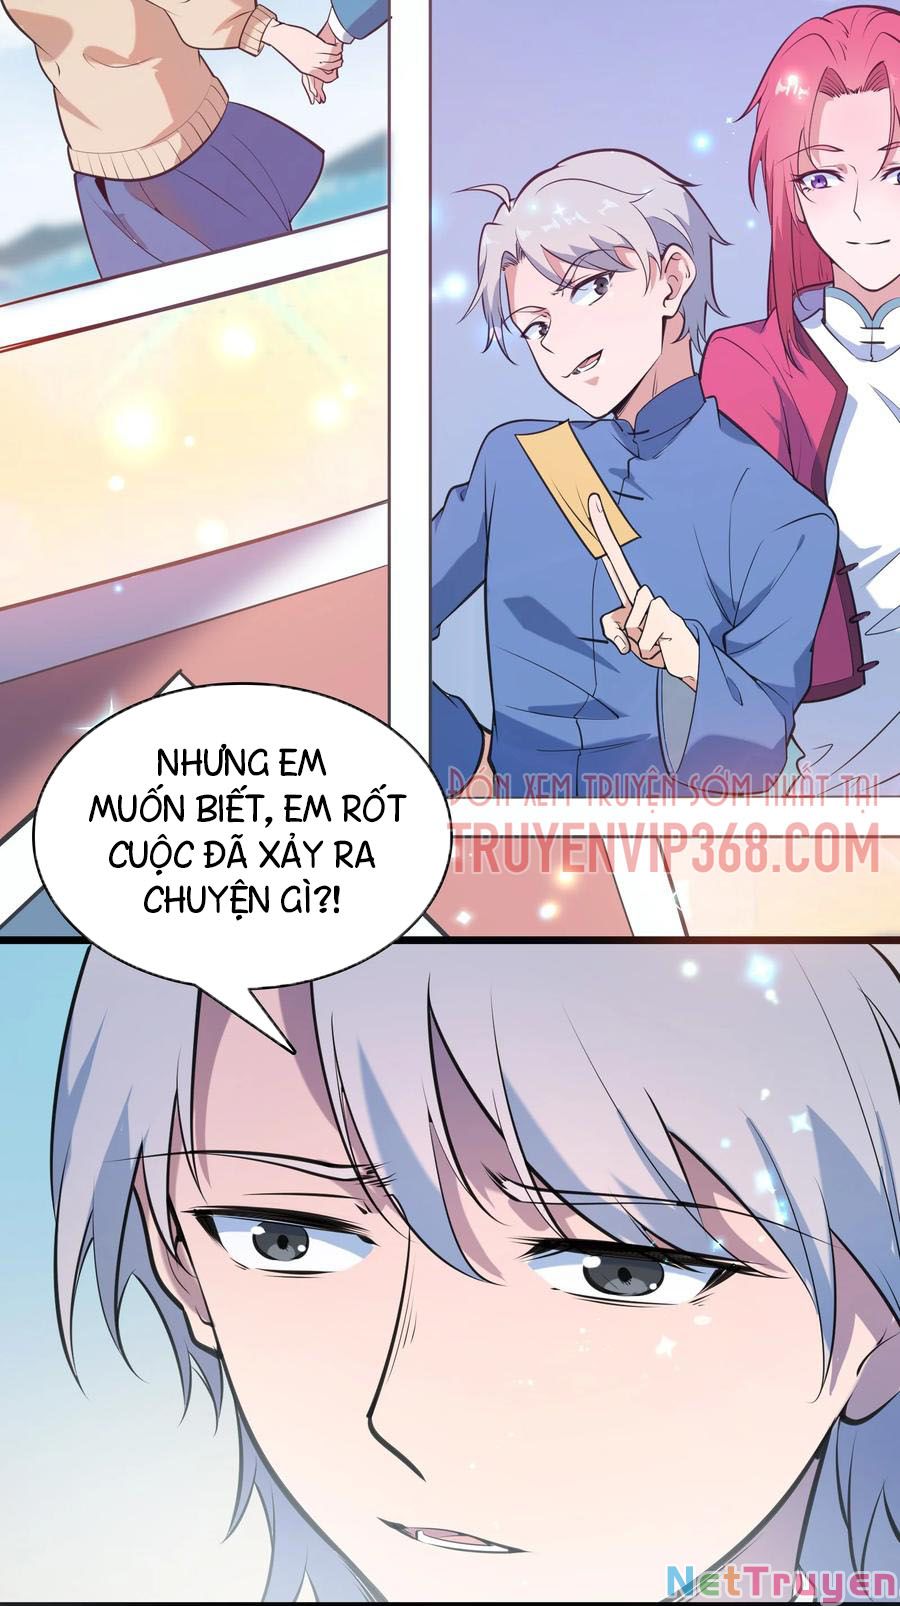 NHƯNG EM
MUỐN BIẾT, EM RỐT
CUỘC ĐÃ XẢY RA
CHUYỆN GÌ?!
ĐÓN XEM TRUYỆN SỚM NHẤT TẠI
TRUYENVIP368.COM
NetTruyen